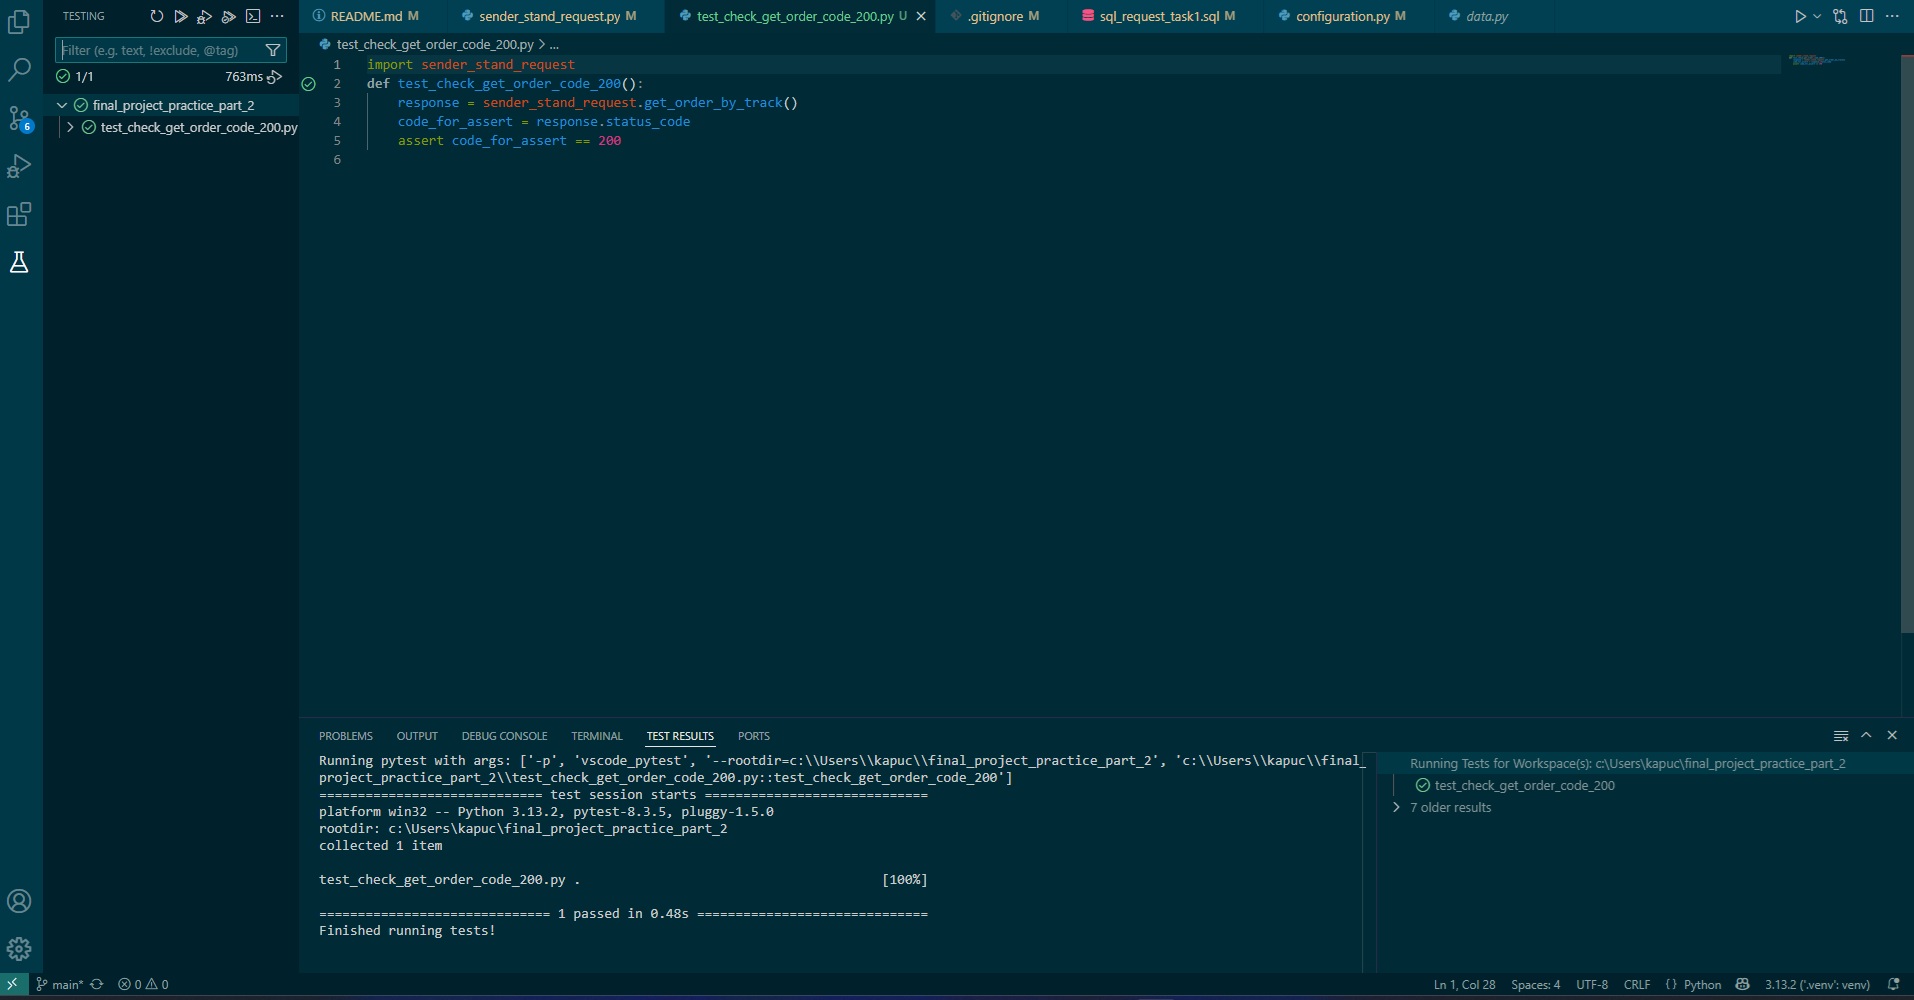 TESTING
README.md M
sender_stand_request.py M
test_check_get_order_code_200.py U
.gitignore M
sql_request_task1.sql M
configuration.py M
data.py
Filter (e.g. text, !exclude, @tag)
1/1
763ms
final_project_practice_part_2
test_check_get_order_code_200.py
6
test_check_get_order_code_200.py > ...
1 import sender_stand_request
2 def test_check_get_order_code_200():
3 response = sender_stand_request.get_order_by_track()
4 code_for_assert = response.status_code
5 assert code_for_assert == 200
6
PROBLEMS
OUTPUT
DEBUG CONSOLE
TERMINAL
TEST RESULTS
PORTS
Running pytest with args: ['-p', 'vscode_pytest', '--rootdir=c:\\Users\\kapuc\\final_project_practice_part_2', 'c:\\Users\\kapuc\\final_
project_practice_part_2\\test_check_get_order_code_200.py::test_check_get_order_code_200']
============================= test session starts =============================
platform win32 -- Python 3.13.2, pytest-8.3.5, pluggy-1.5.0
rootdir: c:\Users\kapuc\final_project_practice_part_2
collected 1 item
test_check_get_order_code_200.py . [100%]
============================== 1 passed in 0.48s ==============================
Finished running tests!
Running Tests for Workspace(s): c:\Users\kapuc\final_project_practice_part_2
test_check_get_order_code_200
7 older results
main*
0
0
Ln 1, Col 28
Spaces: 4
UTF-8
CRLF
{ } Python
3.13.2 ('.venv': venv)